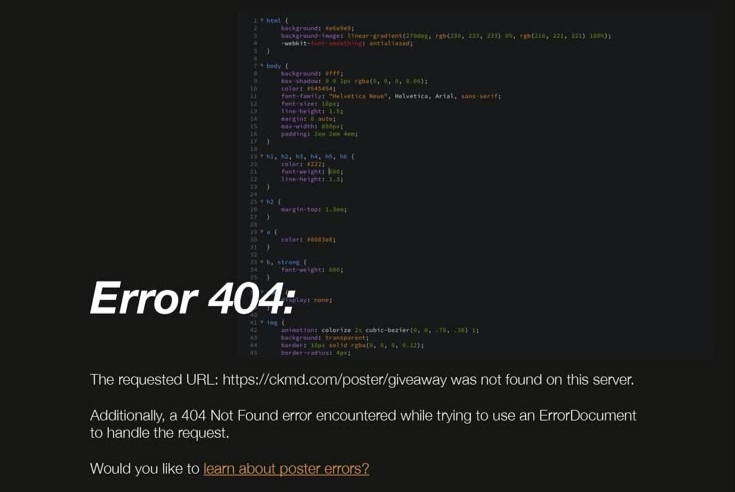 1 html {
2 background: #e6e9e9;
3 background-image: linear-gradient(270deg, rgb(230, 233, 233) 0%, rgb(216, 221, 221) 100%);
4 -webkit-font-smoothing: antialiased;
5 }
6
7 body {
8 background: #fff;
9 box-shadow: 0 0 2px rgba(0, 0, 0, 0.06);
10 color: #545454;
11 font-family: "Helvetica Neue", Helvetica, Arial, sans-serif;
12 font-size: 16px;
13 line-height: 1.5;
14 margin: 0 auto;
15 max-width: 800px;
16 padding: 2em 2em 4em;
17 }
18
19 h1, h2, h3, h4, h5, h6 {
20 color: #222;
21 font-weight: 600;
22 line-height: 1.3;
23 }
24
25 h2 {
26 margin-top: 1.3em;
27 }
28
29 a {
30 color: #0083e8;
31 }
32
33 b, strong {
34 font-weight: 600;
35 }
display: none;
Error 404:
40
41 img {
42 animation: colorize 2s cubic-bezier(0, 0, .78, .36) 1;
43 background: transparent;
44 border: 10px solid rgba(0, 0, 0, 0.12);
45 border-radius: 4px;
The requested URL: https://ckmd.com/poster/giveaway was not found on this server.
Additionally, a 404 Not Found error encountered while trying to use an ErrorDocument
to handle the request.
Would you like to learn about poster errors?